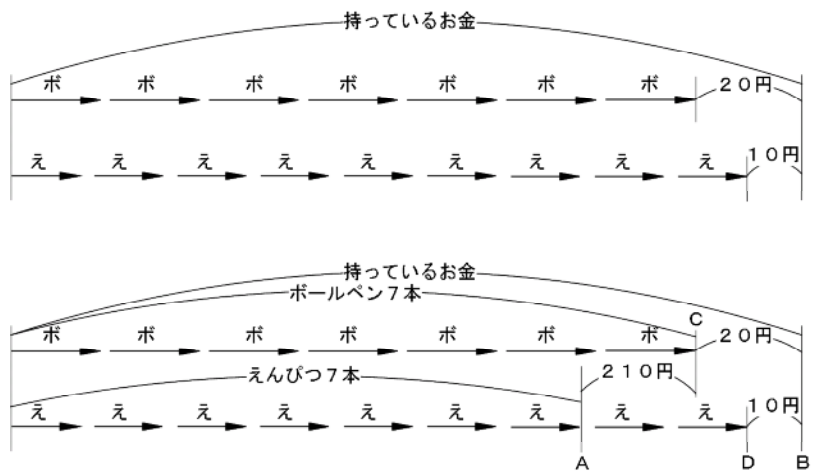 持っているお金
ボ ボ ボ ボ ボ ボ ボ 20円
え え え え え え え え え 10円
持っているお金
ボールペン7本
C
ボ ボ ボ ボ ボ ボ ボ 20円
えんぴつ7本 210円
え え え え え え え え え 10円
A D B